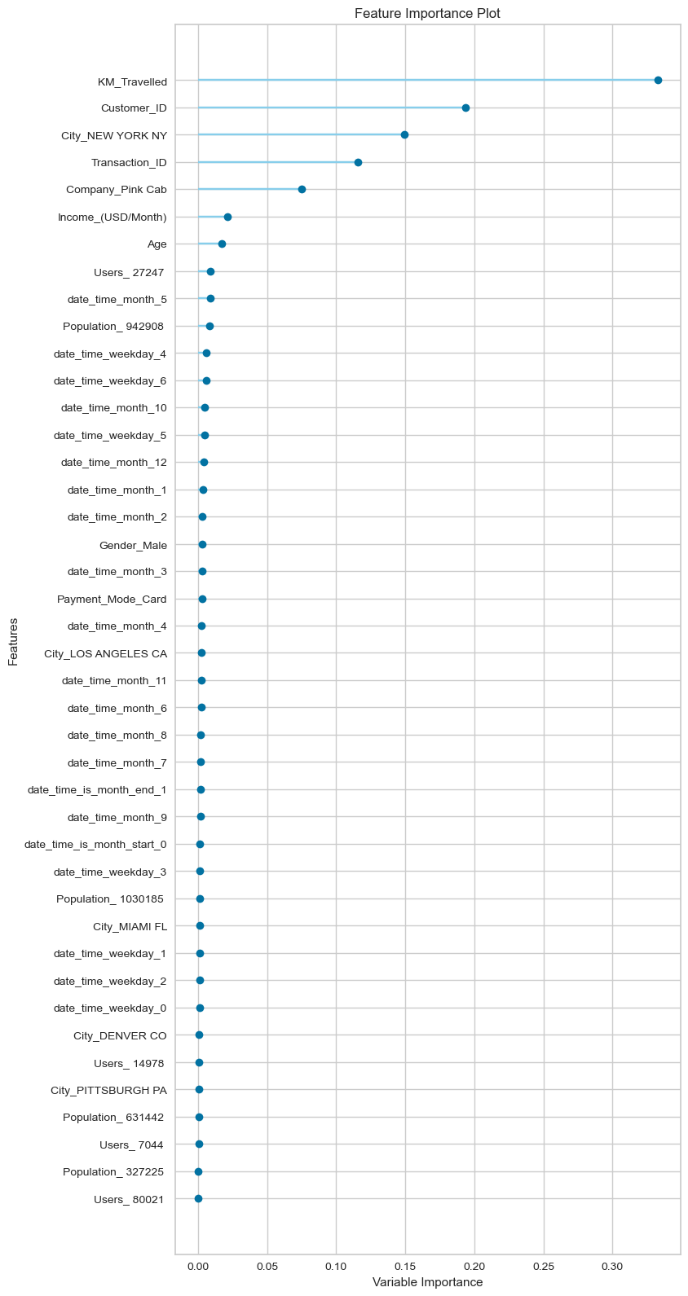 Feature Importance Plot
KM_Travelled
Customer_ID
City_NEW YORK NY
Transaction_ID
Company_Pink Cab
Income_(USD/Month)
Age
Users_ 27247
date_time_month_5
Population_ 942908
date_time_weekday_4
date_time_weekday_6
date_time_month_10
date_time_weekday_5
date_time_month_12
date_time_month_1
date_time_month_2
Gender_Male
date_time_month_3
Payment_Mode_Card
date_time_month_4
City_LOS ANGELES CA
date_time_month_11
date_time_month_6
date_time_month_8
date_time_month_7
date_time_is_month_end_1
date_time_month_9
date_time_is_month_start_0
date_time_weekday_3
Population_ 1030185
City_MIAMI FL
date_time_weekday_1
date_time_weekday_2
date_time_weekday_0
City_DENVER CO
Users_ 14978
City_PITTSBURGH PA
Population_ 631442
Users_ 7044
Population_ 327225
Users_ 80021
Features
0.00 0.05 0.10 0.15 0.20 0.25 0.30
Variable Importance